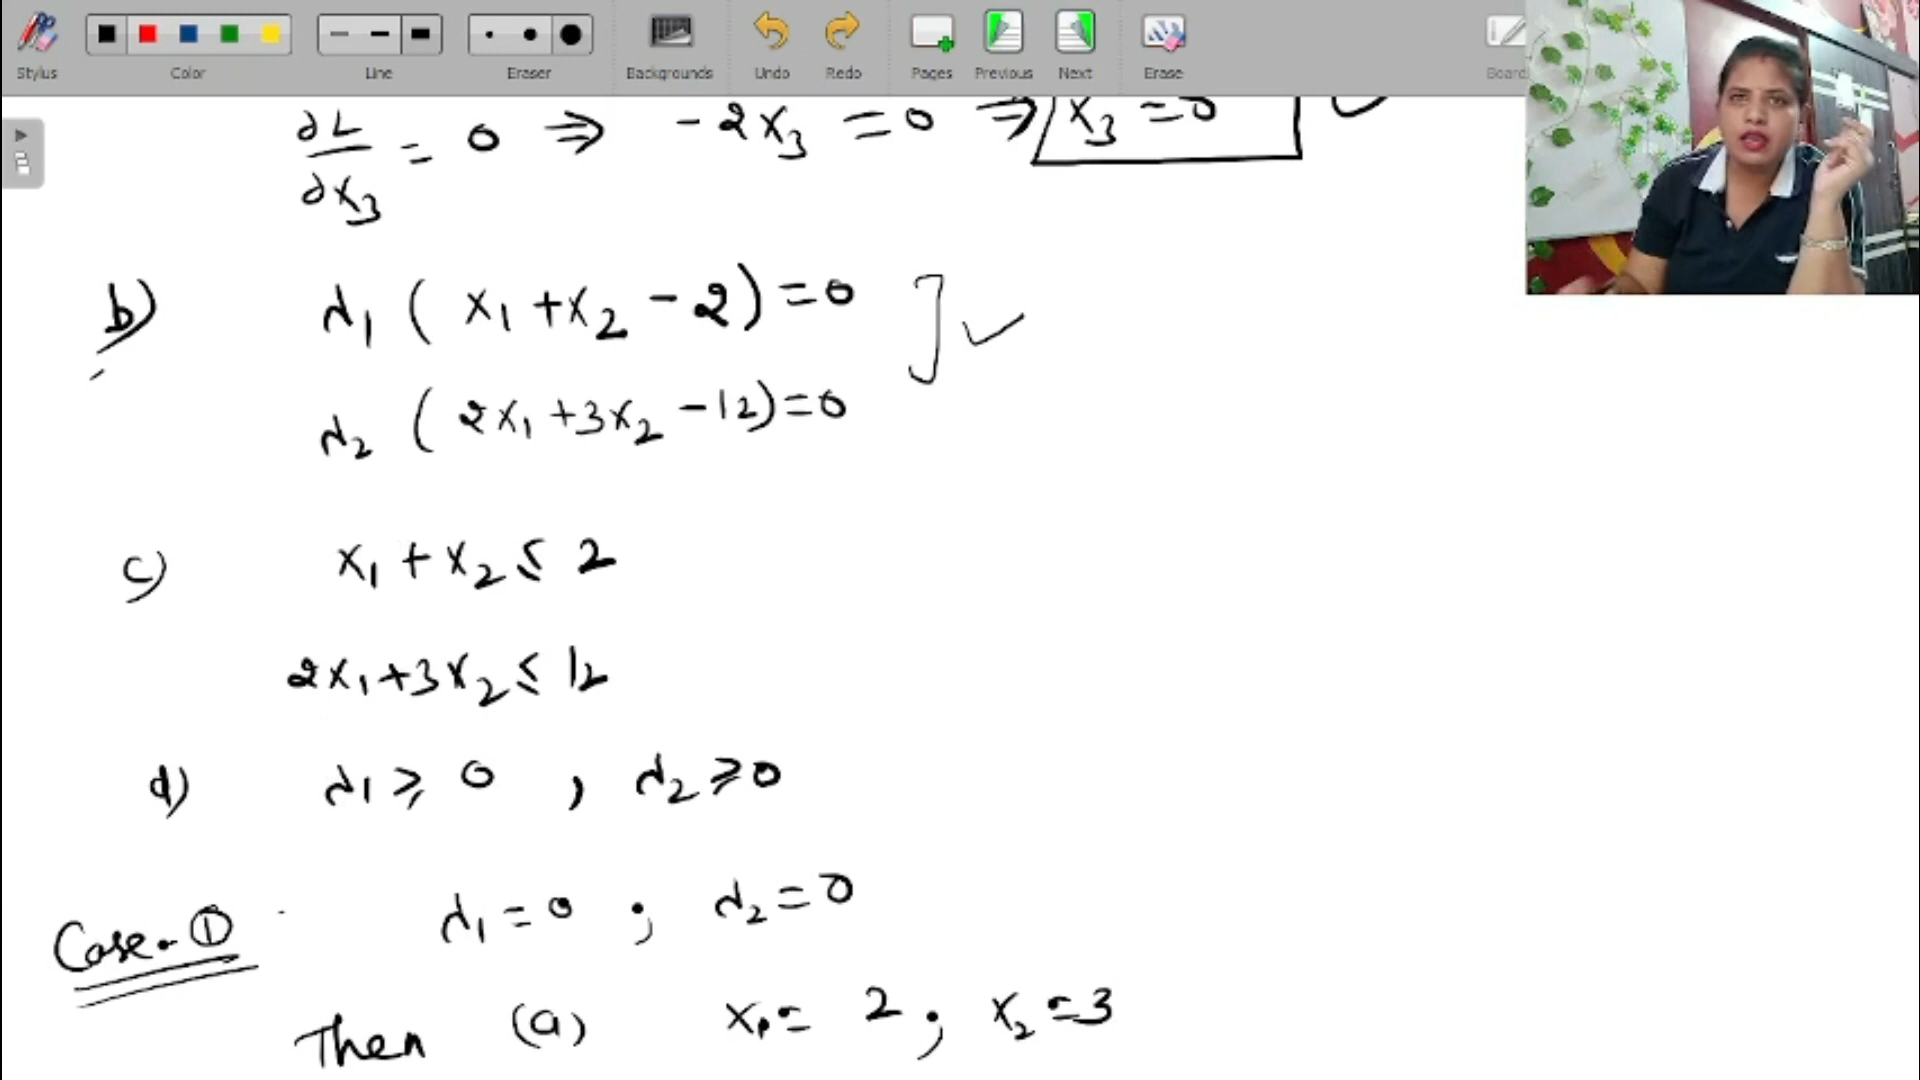 Stylus Color Line Eraser Backgrounds Undo Redo Pages Previous Next Erase Board
∂L/∂x₃ = 0 ⇒ -2x₃ = 0 ⇒ x₃ = 0
b) λ₁ ( x₁ + x₂ - 2) = 0
λ₂ ( 2x₁ + 3x₂ - 12) = 0
c) x₁ + x₂ ≤ 2
2x₁ + 3x₂ ≤ 12
d) λ₁ ≥ 0 , λ₂ ≥ 0
Case-① λ₁ = 0 ; λ₂ = 0
Then (a) x₁ = 2 ; x₂ = 3